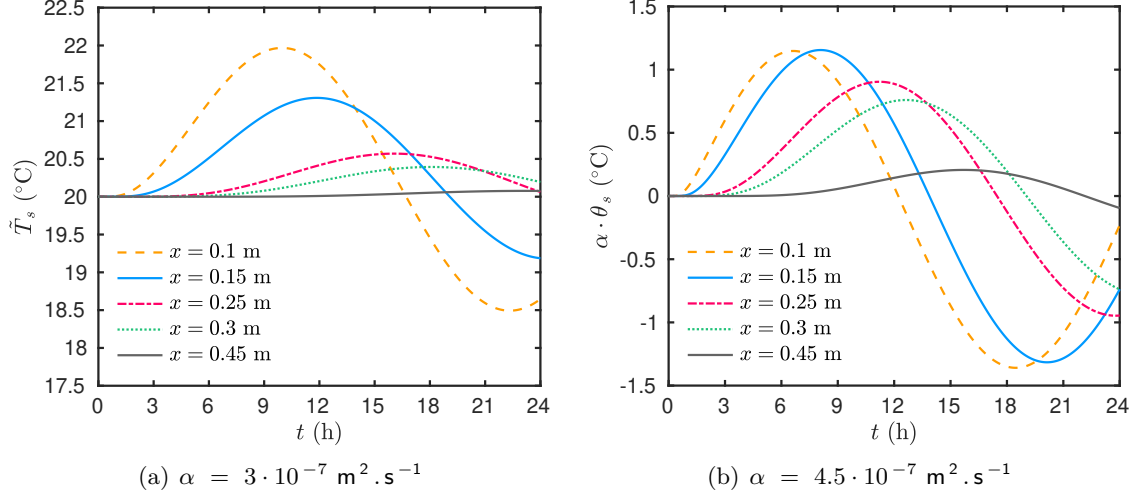 22.5
22
21.5
21
20.5
20
19.5
19
18.5
18
17.5
T̃ s (°C)
x = 0.1 m
x = 0.15 m
x = 0.25 m
x = 0.3 m
x = 0.45 m
0 3 6 9 12 15 18 21 24
t (h)
(a) α = 3 · 10⁻⁷ m² . s⁻¹
1.5
1
0.5
0
-0.5
-1
-1.5
α · θ s (°C)
x = 0.1 m
x = 0.15 m
x = 0.25 m
x = 0.3 m
x = 0.45 m
0 3 6 9 12 15 18 21 24
t (h)
(b) α = 4.5 · 10⁻⁷ m² . s⁻¹